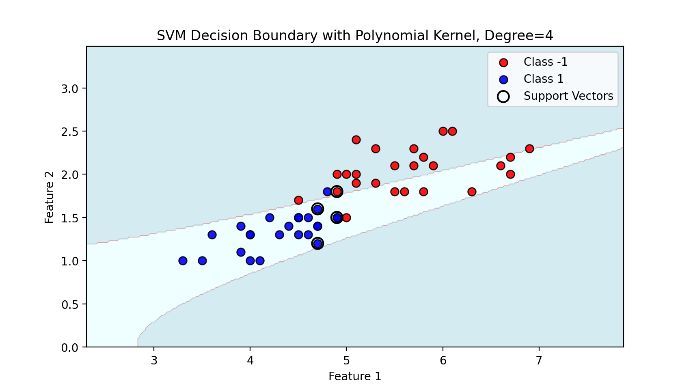 SVM Decision Boundary with Polynomial Kernel, Degree=4
Class -1
Class 1
Support Vectors
3.0
2.5
2.0
1.5
1.0
0.5
0.0
Feature 2
3
4
5
6
7
Feature 1